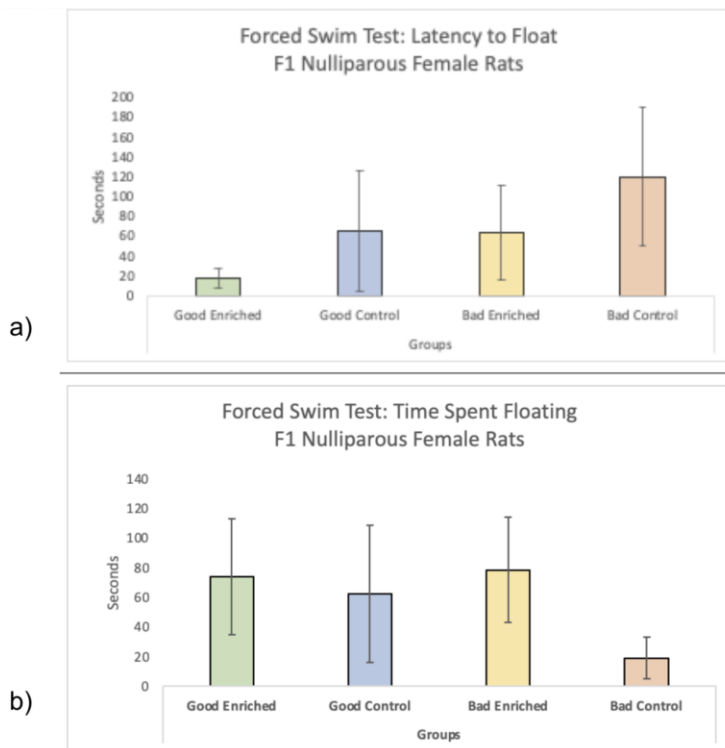 Forced Swim Test: Latency to Float
F1 Nulliparous Female Rats
200
180
160
140
120
100
80
60
40
20
0
Seconds
Good Enriched Good Control Bad Enriched Bad Control
Groups
a)
Forced Swim Test: Time Spent Floating
F1 Nulliparous Female Rats
140
120
100
80
60
40
20
0
Seconds
Good Enriched Good Control Bad Enriched Bad Control
Groups
b)